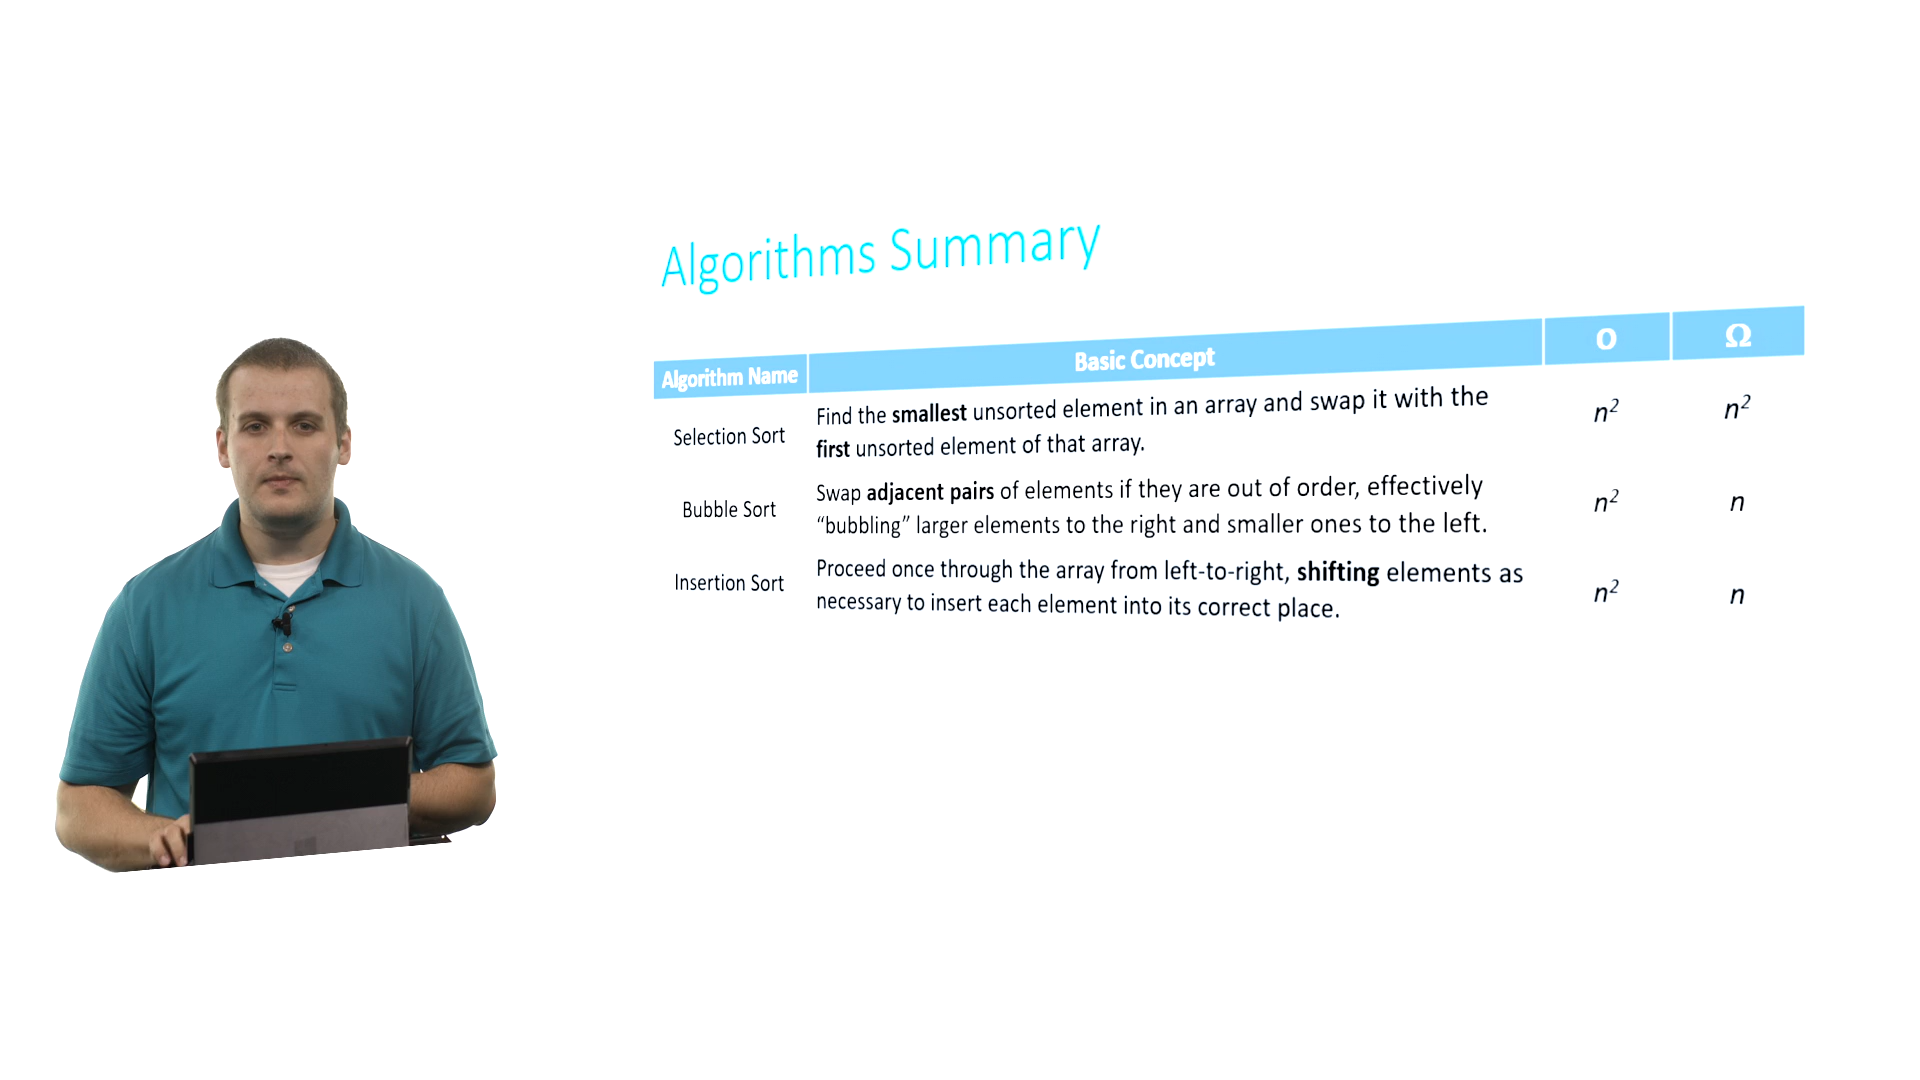 Algorithms Summary
Algorithm Name Basic Concept O Ω
Selection Sort Find the smallest unsorted element in an array and swap it with the first unsorted element of that array. n² n²
Bubble Sort Swap adjacent pairs of elements if they are out of order, effectively “bubbling” larger elements to the right and smaller ones to the left. n² n
Insertion Sort Proceed once through the array from left-to-right, shifting elements as necessary to insert each element into its correct place. n² n